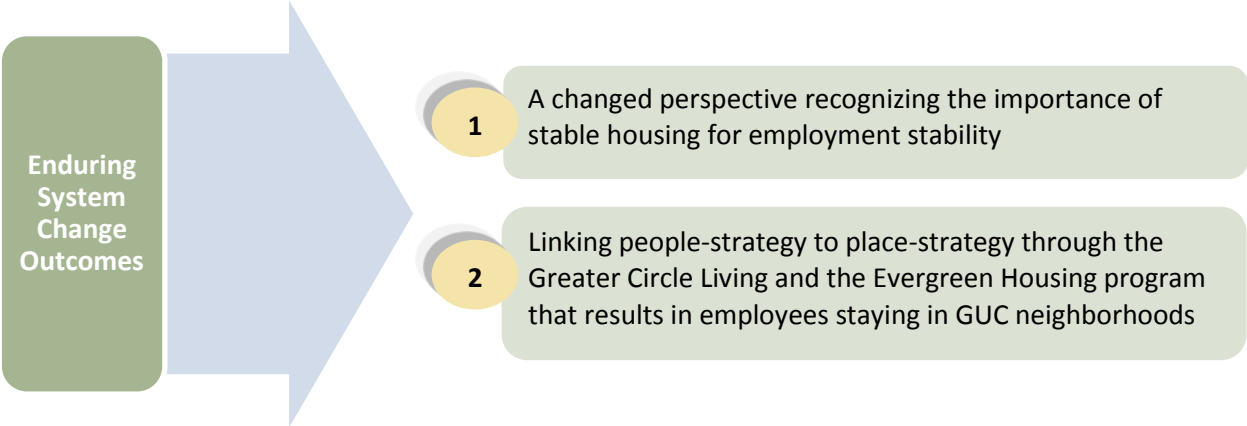 Enduring
System
Change
Outcomes
1
A changed perspective recognizing the importance of
stable housing for employment stability
2
Linking people-strategy to place-strategy through the
Greater Circle Living and the Evergreen Housing program
that results in employees staying in GUC neighborhoods